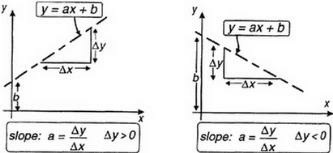 y
y = ax + b
Δy
Δx
b
x
slope: a = Δy/Δx Δy > 0
y
y = ax + b
b
Δy
Δx
x
slope: a = Δy/Δx Δy < 0